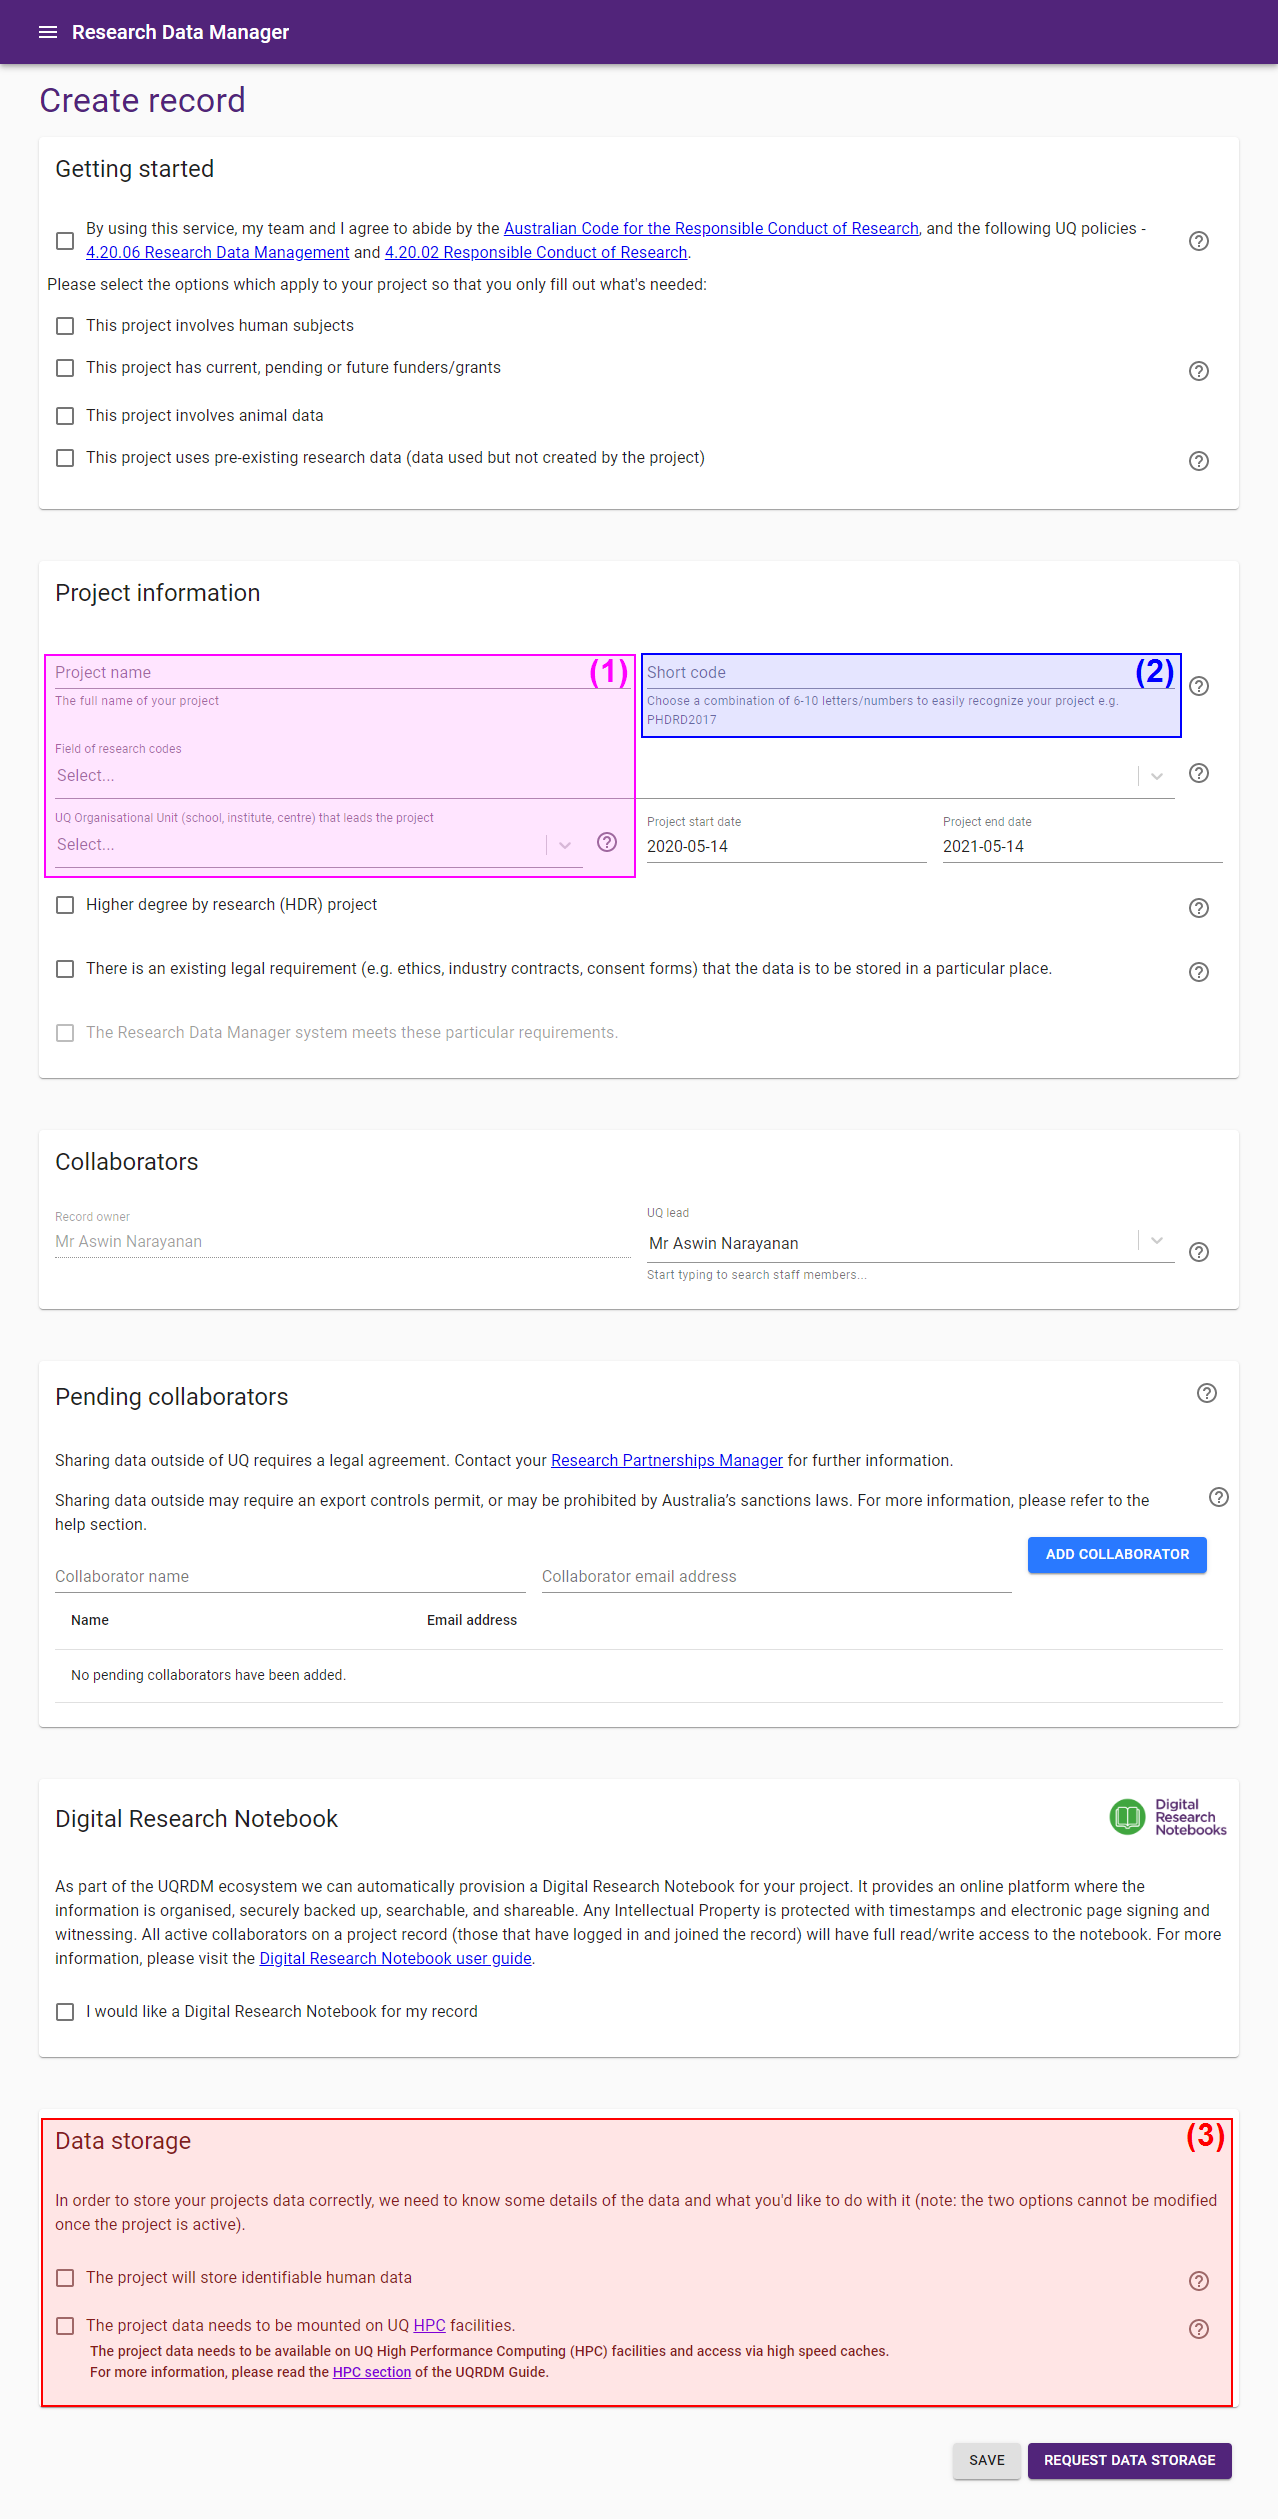 Research Data Manager
Create record
Getting started
By using this service, my team and I agree to abide by the Australian Code for the Responsible Conduct of Research, and the following UQ policies -
4.20.06 Research Data Management and 4.20.02 Responsible Conduct of Research.
Please select the options which apply to your project so that you only fill out what's needed:
This project involves human subjects
This project has current, pending or future funders/grants
This project involves animal data
This project uses pre-existing research data (data used but not created by the project)
Project information
Project name (1)
The full name of your project
Short code (2)
Choose a combination of 6-10 letters/numbers to easily recognize your project e.g.
PHDRD2017
Field of research codes
Select...
UQ Organisational Unit (school, institute, centre) that leads the project
Select...
Project start date
2020-05-14
Project end date
2021-05-14
Higher degree by research (HDR) project
There is an existing legal requirement (e.g. ethics, industry contracts, consent forms) that the data is to be stored in a particular place.
The Research Data Manager system meets these particular requirements.
Collaborators
Record owner
Mr Aswin Narayanan
UQ lead
Mr Aswin Narayanan
Start typing to search staff members...
Pending collaborators
Sharing data outside of UQ requires a legal agreement. Contact your Research Partnerships Manager for further information.
Sharing data outside may require an export controls permit, or may be prohibited by Australia’s sanctions laws. For more information, please refer to the
help section.
Collaborator name
Collaborator email address
ADD COLLABORATOR
Name Email address
No pending collaborators have been added.
Digital Research Notebook
Digital
Research
Notebooks
As part of the UQRDM ecosystem we can automatically provision a Digital Research Notebook for your project. It provides an online platform where the
information is organised, securely backed up, searchable, and shareable. Any Intellectual Property is protected with timestamps and electronic page signing and
witnessing. All active collaborators on a project record (those that have logged in and joined the record) will have full read/write access to the notebook. For more
information, please visit the Digital Research Notebook user guide.
I would like a Digital Research Notebook for my record
Data storage (3)
In order to store your projects data correctly, we need to know some details of the data and what you'd like to do with it (note: the two options cannot be modified
once the project is active).
The project will store identifiable human data
The project data needs to be mounted on UQ HPC facilities.
The project data needs to be available on UQ High Performance Computing (HPC) facilities and access via high speed caches.
For more information, please read the HPC section of the UQRDM Guide.
SAVE
REQUEST DATA STORAGE